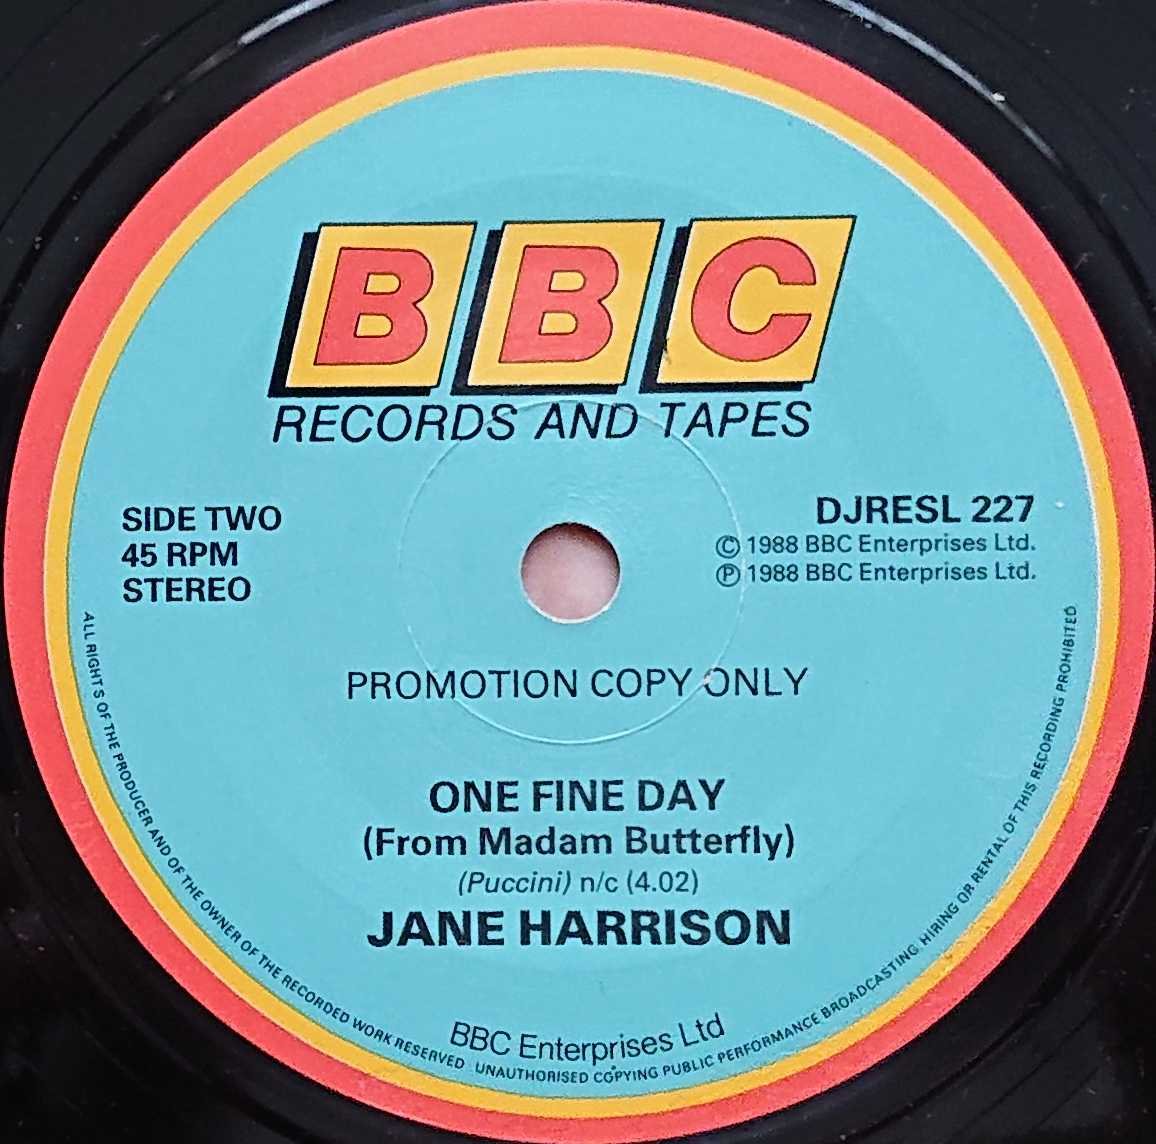 BBC
RECORDS AND TAPES
SIDE TWO
45 RPM
STEREO
DJRESL 227
© 1988 BBC Enterprises Ltd.
℗ 1988 BBC Enterprises Ltd.
PROMOTION COPY ONLY
ONE FINE DAY
(From Madam Butterfly)
(Puccini) n/c (4.02)
JANE HARRISON
BBC Enterprises Ltd
ALL RIGHTS OF THE PRODUCER AND OF THE OWNER OF THE RECORDED WORK RESERVED UNAUTHORISED COPYING PUBLIC PERFORMANCE BROADCASTING HIRING OR RENTAL OF THIS RECORDING PROHIBITED